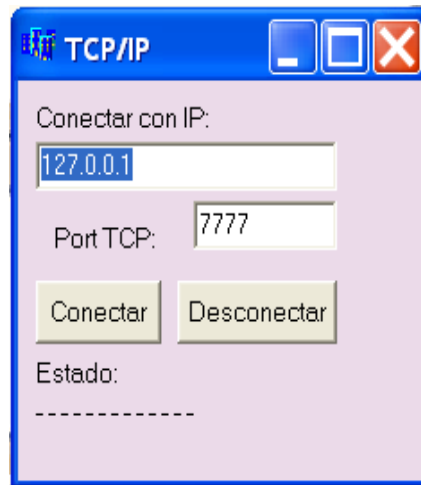 TCP/IP
Conectar con IP:
127.0.0.1
Port TCP: 7777
Conectar Desconectar
Estado:
- - - - - - - - - - - - -